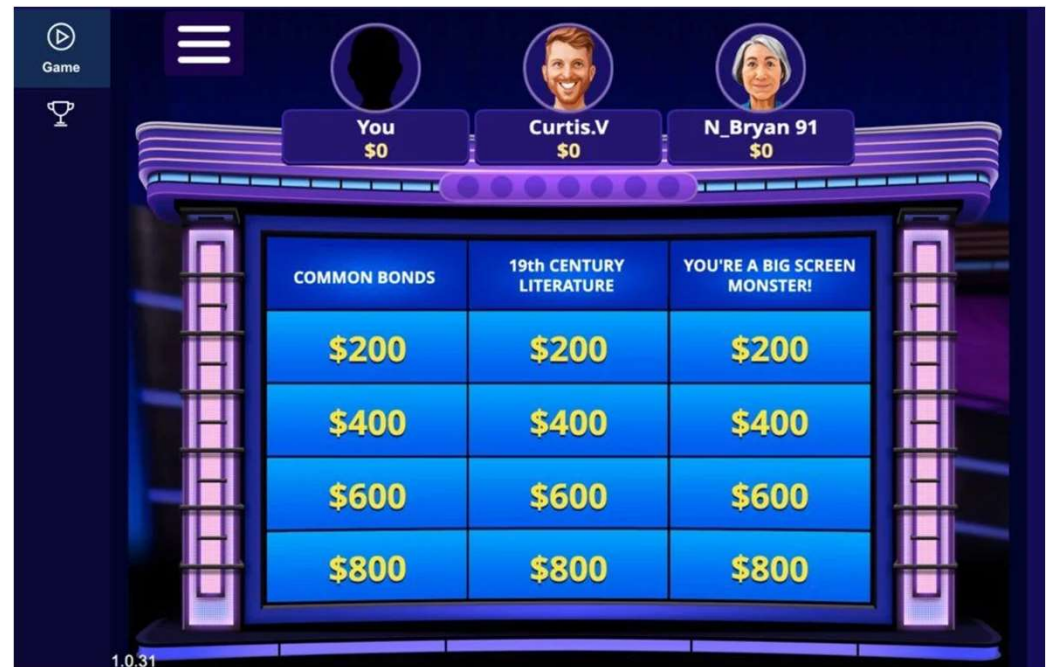 Game
You
$0
Curtis.V
$0
N_Bryan 91
$0
COMMON BONDS
19th CENTURY
LITERATURE
YOU'RE A BIG SCREEN
MONSTER!
$200
$200
$200
$400
$400
$400
$600
$600
$600
$800
$800
$800
1.0.31